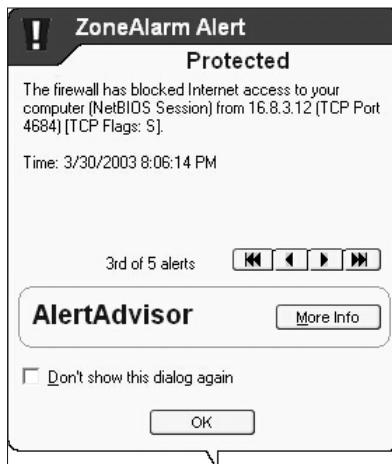 ZoneAlarm Alert
Protected
The firewall has blocked Internet access to your
computer (NetBIOS Session) from 16.8.3.12 (TCP Port
4684) [TCP Flags: S].
Time: 3/30/2003 8:06:14 PM
3rd of 5 alerts
AlertAdvisor
More Info
Don't show this dialog again
OK